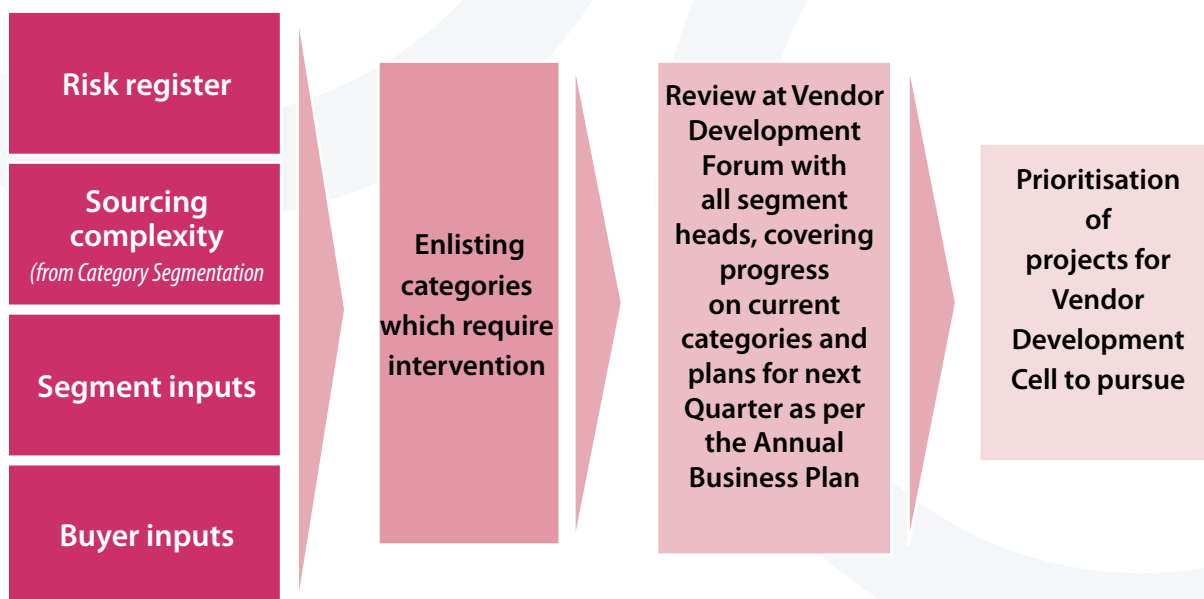 Risk register
Sourcing
complexity
(from Category Segmentation
Segment inputs
Buyer inputs
Enlisting
categories
which require
intervention
Review at Vendor
Development
Forum with
all segment
heads, covering
progress
on current
categories and
plans for next
Quarter as per
the Annual
Business Plan
Prioritisation
of
projects for
Vendor
Development
Cell to pursue